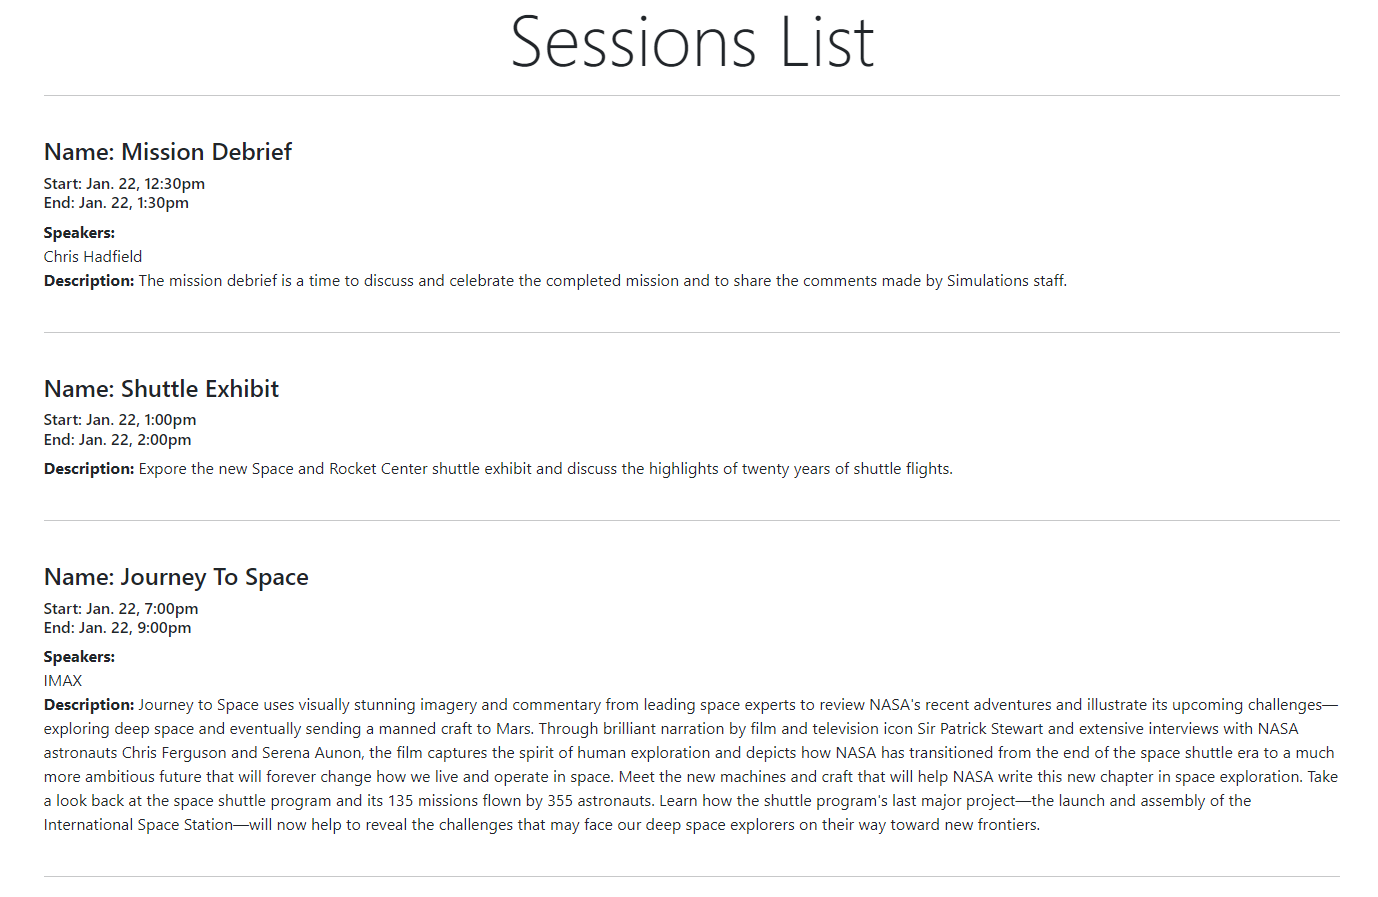 Sessions List
Name: Mission Debrief
Start: Jan. 22, 12:30pm
End: Jan. 22, 1:30pm
Speakers:
Chris Hadfield
Description: The mission debrief is a time to discuss and celebrate the completed mission and to share the comments made by Simulations staff.
Name: Shuttle Exhibit
Start: Jan. 22, 1:00pm
End: Jan. 22, 2:00pm
Description: Expore the new Space and Rocket Center shuttle exhibit and discuss the highlights of twenty years of shuttle flights.
Name: Journey To Space
Start: Jan. 22, 7:00pm
End: Jan. 22, 9:00pm
Speakers:
IMAX
Description: Journey to Space uses visually stunning imagery and commentary from leading space experts to review NASA's recent adventures and illustrate its upcoming challenges—
exploring deep space and eventually sending a manned craft to Mars. Through brilliant narration by film and television icon Sir Patrick Stewart and extensive interviews with NASA
astronauts Chris Ferguson and Serena Aunon, the film captures the spirit of human exploration and depicts how NASA has transitioned from the end of the space shuttle era to a much
more ambitious future that will forever change how we live and operate in space. Meet the new machines and craft that will help NASA write this new chapter in space exploration. Take
a look back at the space shuttle program and its 135 missions flown by 355 astronauts. Learn how the shuttle program's last major project—the launch and assembly of the
International Space Station—will now help to reveal the challenges that may face our deep space explorers on their way toward new frontiers.